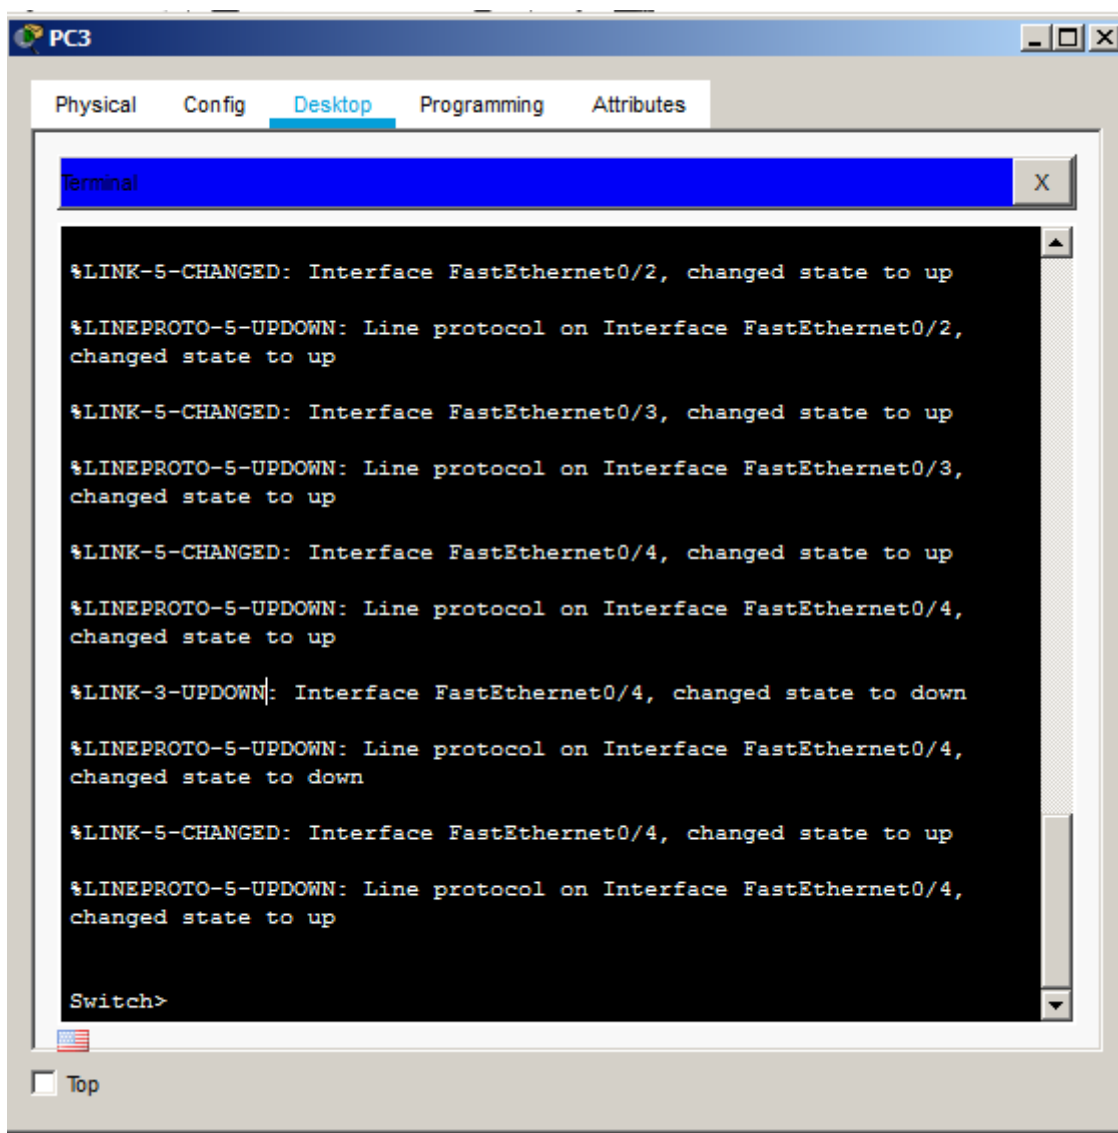 PC3
Physical Config Desktop Programming Attributes
Terminal
X
%LINK-5-CHANGED: Interface FastEthernet0/2, changed state to up
%LINEPROTO-5-UPDOWN: Line protocol on Interface FastEthernet0/2,
changed state to up
%LINK-5-CHANGED: Interface FastEthernet0/3, changed state to up
%LINEPROTO-5-UPDOWN: Line protocol on Interface FastEthernet0/3,
changed state to up
%LINK-5-CHANGED: Interface FastEthernet0/4, changed state to up
%LINEPROTO-5-UPDOWN: Line protocol on Interface FastEthernet0/4,
changed state to up
%LINK-3-UPDOWN: Interface FastEthernet0/4, changed state to down
%LINEPROTO-5-UPDOWN: Line protocol on Interface FastEthernet0/4,
changed state to down
%LINK-5-CHANGED: Interface FastEthernet0/4, changed state to up
%LINEPROTO-5-UPDOWN: Line protocol on Interface FastEthernet0/4,
changed state to up
Switch>
Top